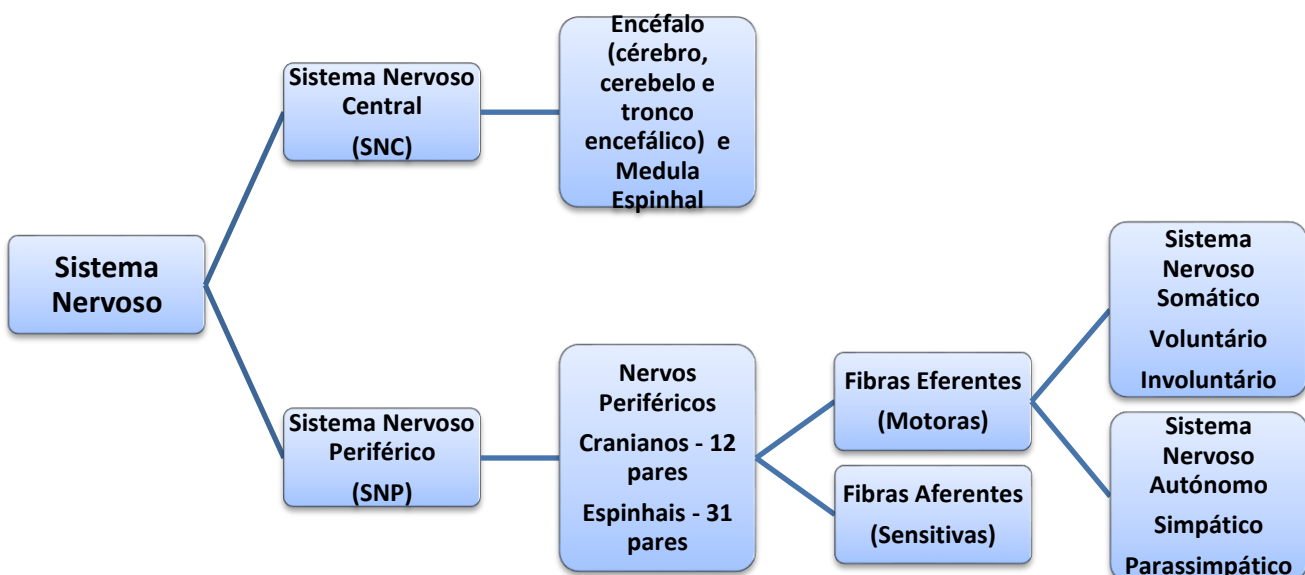 Sistema
Nervoso
Sistema Nervoso
Central
(SNC)
Encéfalo
(cérebro,
cerebelo e
tronco
encefálico) e
Medula
Espinhal
Sistema Nervoso
Periférico
(SNP)
Nervos
Periféricos
Cranianos - 12
pares
Espinhais - 31
pares
Fibras Eferentes
(Motoras)
Sistema
Nervoso
Somático
Voluntário
Involuntário
Sistema
Nervoso
Autónomo
Simpático
Parassimpático
Fibras Aferentes
(Sensitivas)